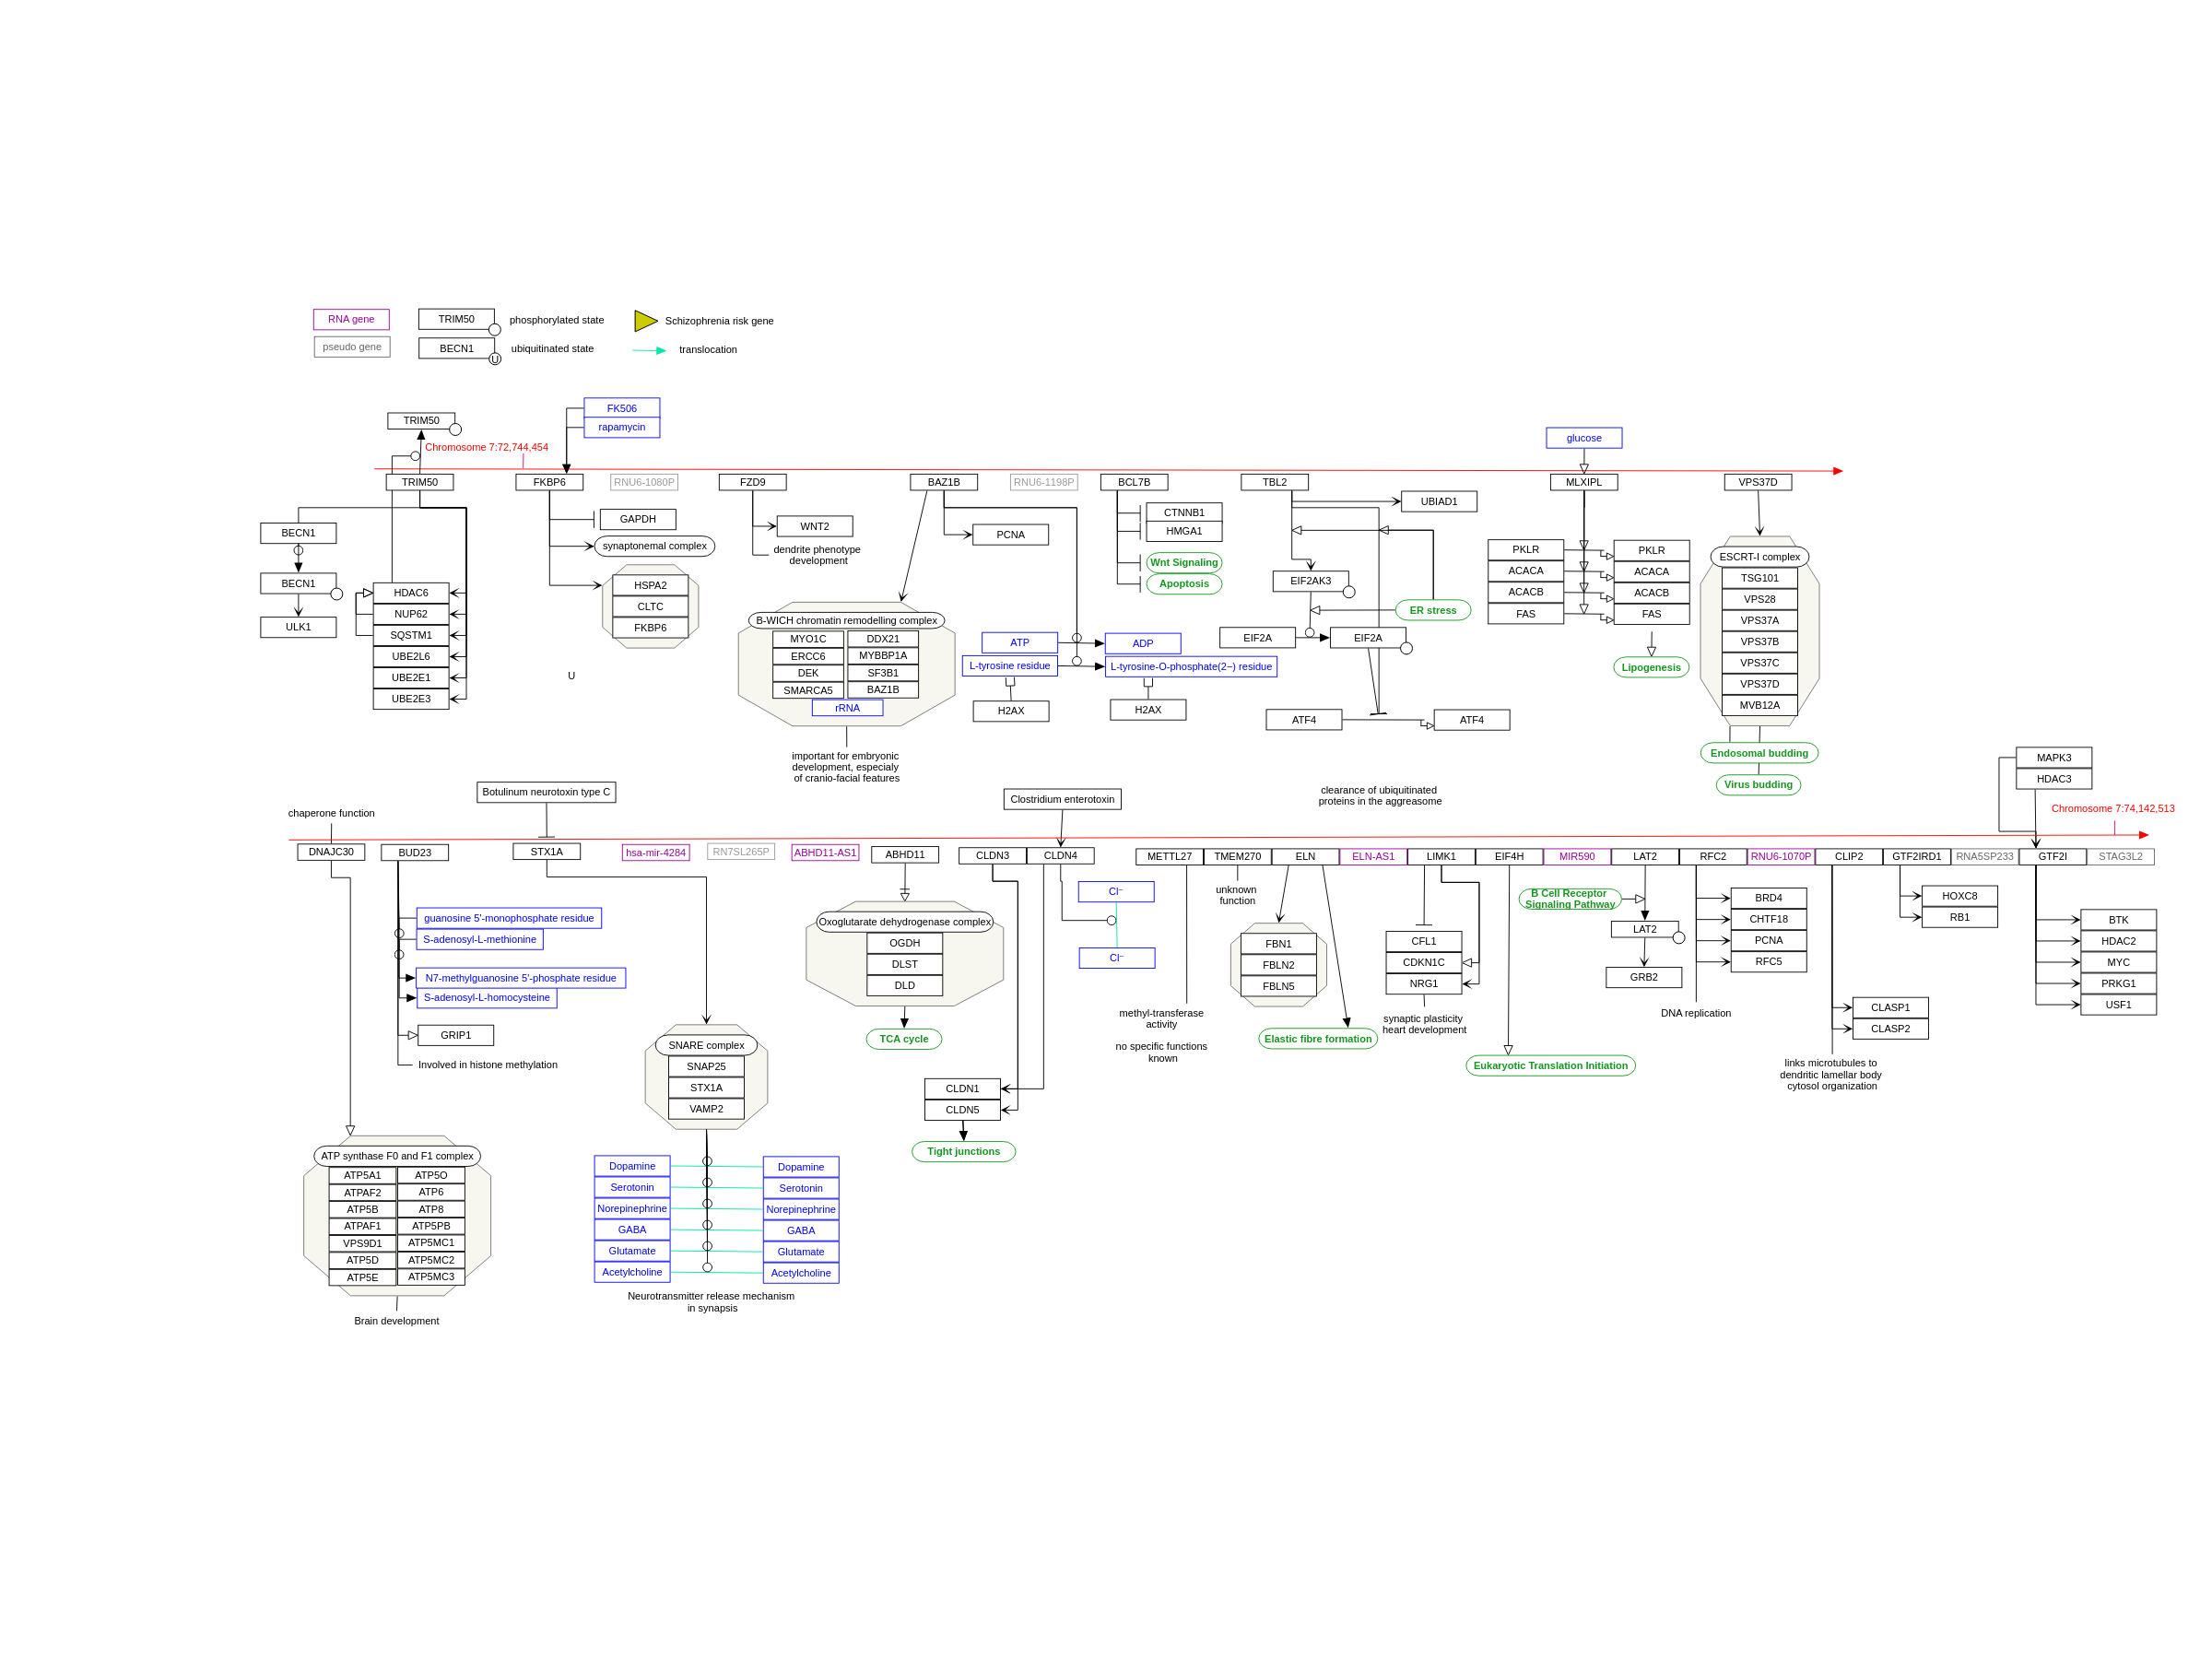 RNA gene
pseudo gene
TRIM50
phosphorylated state
BECN1
U
ubiquitinated state
Schizophrenia risk gene
translocation
TRIM50
Chromosome 7:72,744,454
FK506
rapamycin
glucose
TRIM50
FKBP6
RNU6-1080P
FZD9
BAZ1B
RNU6-1198P
BCL7B
TBL2
MLXIPL
VPS37D
BECN1
BECN1
ULK1
HDAC6
NUP62
SQSTM1
UBE2L6
UBE2E1
UBE2E3
GAPDH
synaptonemal complex
HSPA2
CLTC
FKBP6
U
WNT2
dendrite phenotype
development
B-WICH chromatin remodelling complex
MYO1C
DDX21
ERCC6
MYBBP1A
DEK
SF3B1
SMARCA5
BAZ1B
rRNA
important for embryonic
development, especialy
of cranio-facial features
PCNA
ATP
ADP
L-tyrosine residue
L-tyrosine-O-phosphate(2−) residue
H2AX
H2AX
CTNNB1
HMGA1
Wnt Signaling
Apoptosis
UBIAD1
EIF2AK3
ER stress
EIF2A
EIF2A
ATF4
ATF4
clearance of ubiquitinated
proteins in the aggreasome
PKLR
ACACA
ACACB
FAS
PKLR
ACACA
ACACB
FAS
Lipogenesis
ESCRT-I complex
TSG101
VPS28
VPS37A
VPS37B
VPS37C
VPS37D
MVB12A
Endosomal budding
Virus budding
MAPK3
HDAC3
Chromosome 7:74,142,513
chaperone function
Botulinum neurotoxin type C
Clostridium enterotoxin
DNAJC30
BUD23
STX1A
hsa-mir-4284
RN7SL265P
ABHD11-AS1
ABHD11
CLDN3
CLDN4
METTL27
TMEM270
ELN
ELN-AS1
LIMK1
EIF4H
MIR590
LAT2
RFC2
RNU6-1070P
CLIP2
GTF2IRD1
RNA5SP233
GTF2I
STAG3L2
guanosine 5'-monophosphate residue
S-adenosyl-L-methionine
N7-methylguanosine 5'-phosphate residue
S-adenosyl-L-homocysteine
GRIP1
Involved in histone methylation
ATP synthase F0 and F1 complex
ATP5A1
ATP5O
ATPAF2
ATP6
ATP5B
ATP8
ATPAF1
ATP5PB
VPS9D1
ATP5MC1
ATP5D
ATP5MC2
ATP5E
ATP5MC3
Brain development
SNARE complex
SNAP25
STX1A
VAMP2
Dopamine
Dopamine
Serotonin
Serotonin
Norepinephrine
Norepinephrine
GABA
GABA
Glutamate
Glutamate
Acetylcholine
Acetylcholine
Neurotransmitter release mechanism
in synapsis
Oxoglutarate dehydrogenase complex
OGDH
DLST
DLD
TCA cycle
CLDN1
CLDN5
Tight junctions
Cl⁻
Cl⁻
methyl-transferase
activity
no specific functions
known
unknown
function
FBN1
FBLN2
FBLN5
Elastic fibre formation
CFL1
CDKN1C
NRG1
synaptic plasticity
heart development
Eukaryotic Translation Initiation
B Cell Receptor
Signaling Pathway
LAT2
GRB2
BRD4
CHTF18
PCNA
RFC5
DNA replication
CLASP1
CLASP2
links microtubules to
dendritic lamellar body
cytosol organization
HOXC8
RB1
BTK
HDAC2
MYC
PRKG1
USF1